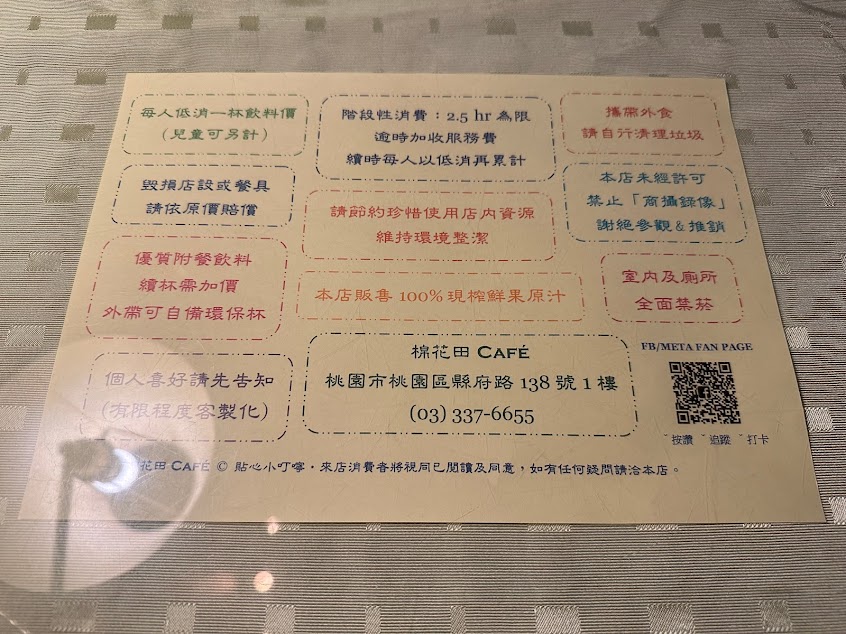 每人低消一杯飲料價
(兒童可另計)
階段性消費：2.5 hr 為限
逾時加收服務費
續時每人以低消再累計
攜帶外食
請自行清理垃圾
毀損店設或餐具
請依原價賠償
請節約珍惜使用店內資源
維持環境整潔
本店未經許可
禁止「商攝錄像」
謝絕參觀＆推銷
優質附餐飲料
續杯需加價
外帶可自備環保杯
本店販售 100% 現榨鮮果原汁
室內及廁所
全面禁菸
個人喜好請先告知
(有限程度客製化)
棉花田 CAFÉ
桃園市桃園區縣府路 138 號 1 樓
(03) 337-6655
FB/META FAN PAGE
ˇ按讚 ˇ追蹤 ˇ打卡
花田 CAFÉ © 貼心小叮嚀・來店消費者將視同已閱讀及同意，如有任何疑問請洽本店。